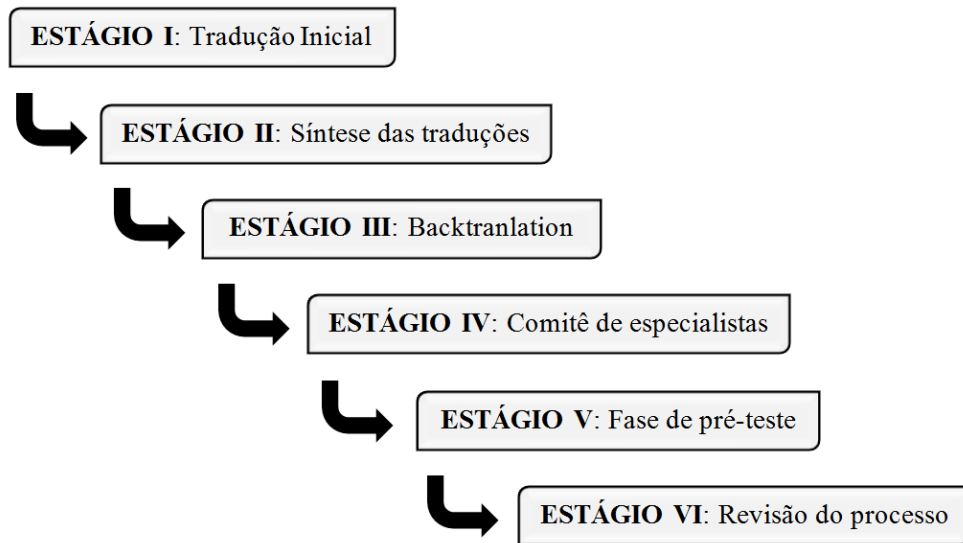 ESTÁGIO I: Tradução Inicial
ESTÁGIO II: Síntese das traduções
ESTÁGIO III: Backtranlation
ESTÁGIO IV: Comitê de especialistas
ESTÁGIO V: Fase de pré-teste
ESTÁGIO VI: Revisão do processo